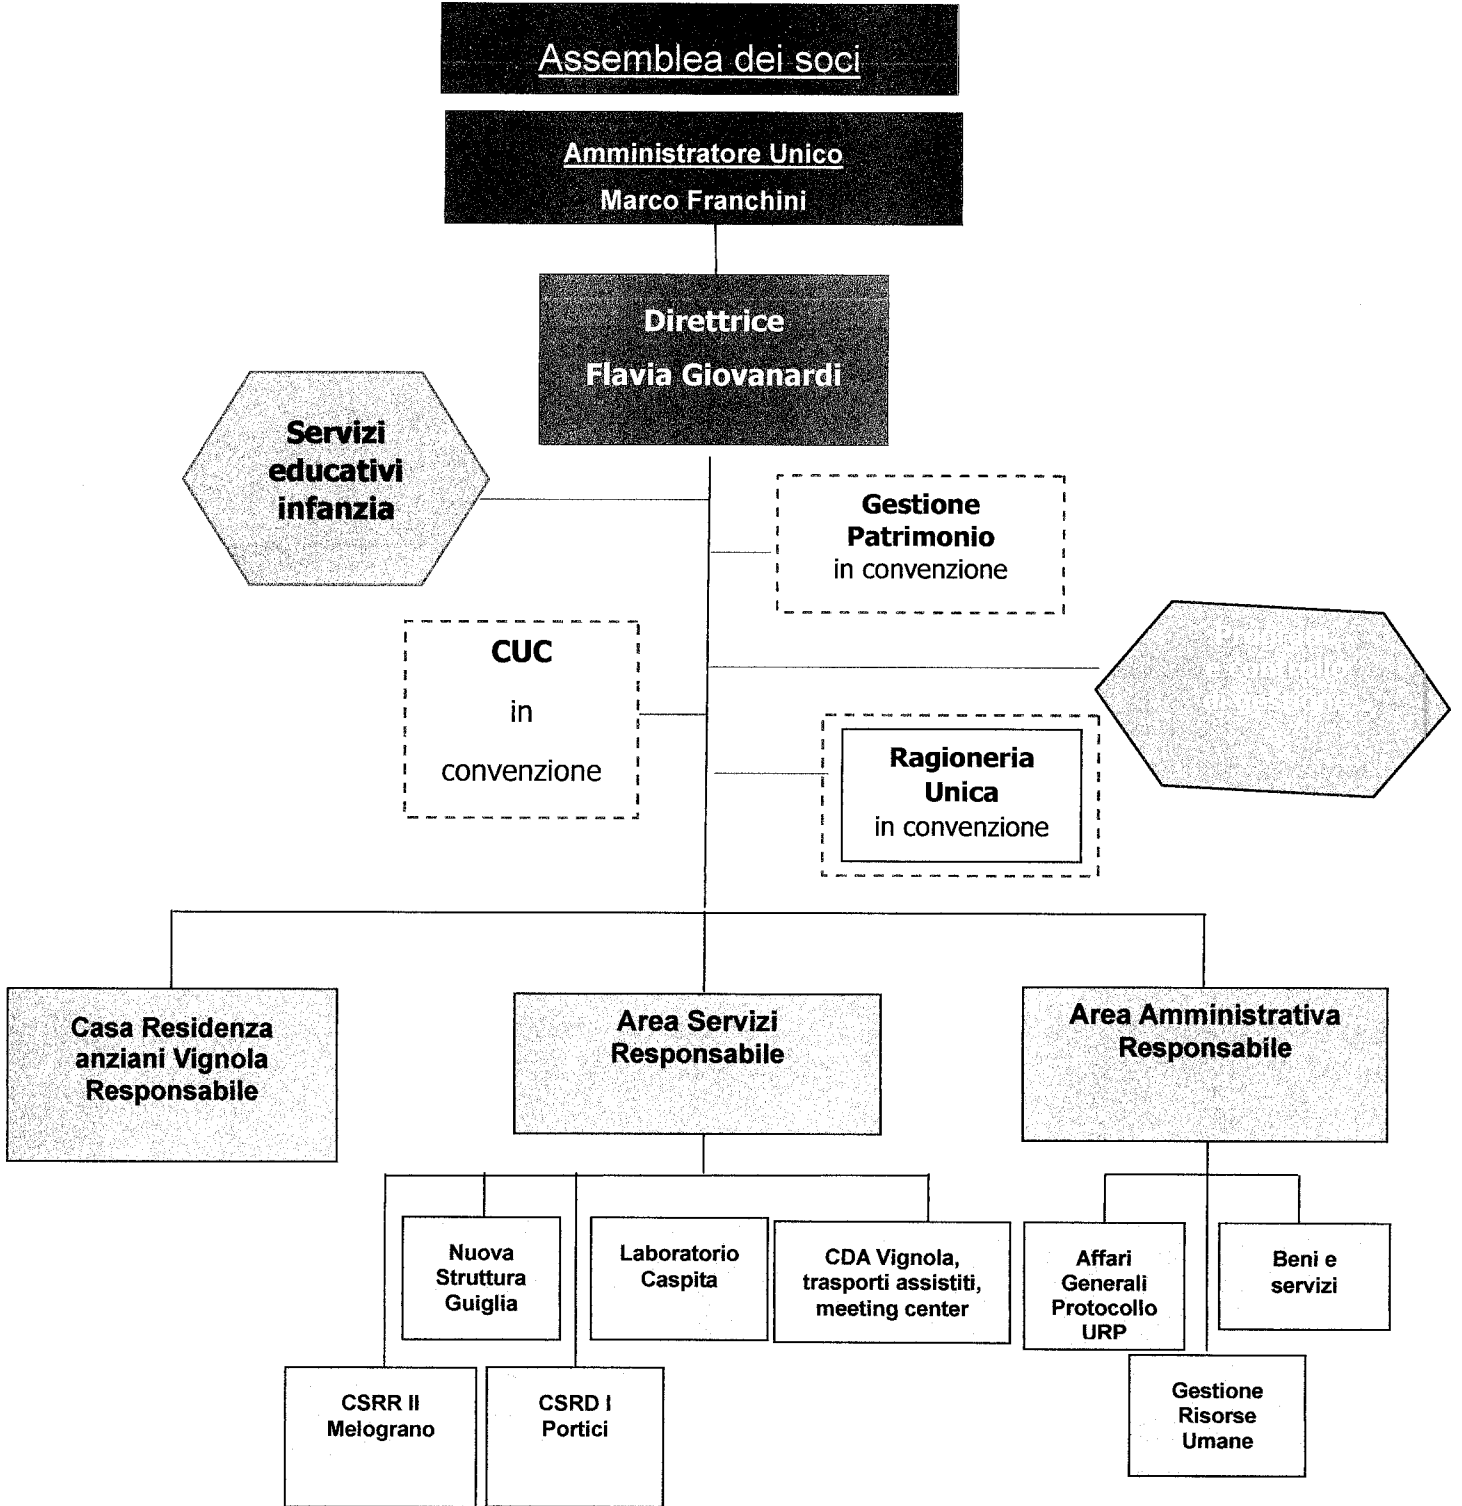 Assemblea dei soci
Amministratore Unico
Marco Franchini
Direttrice
Flavia Giovanardi
Servizi
educativi
infanzia
Gestione
Patrimonio
in convenzione
CUC
in
convenzione
e controllo
Ragioneria
Unica
in convenzione
Casa Residenza
anziani Vignola
Responsabile
Area Servizi
Responsabile
Area Amministrativa
Responsabile
Nuova
Struttura
Guiglia
Laboratorio
Caspita
CDA Vignola,
trasporti assistiti,
meeting center
Affari
Generali
Protocollo
URP
Beni e
servizi
CSRR Il
Melograno
CSRD I
Portici
Gestione
Risorse
Umane